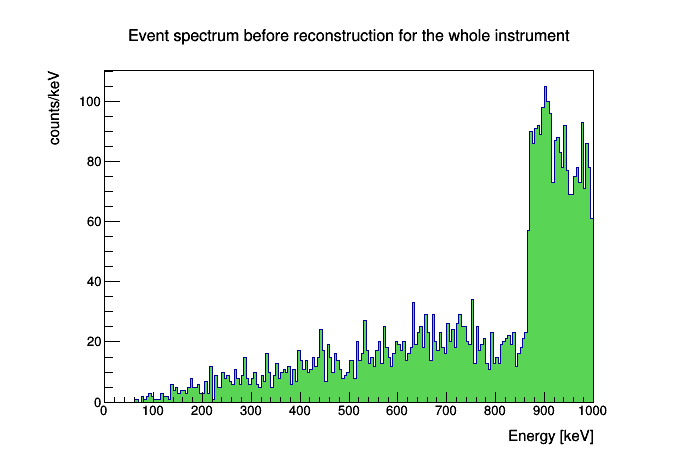 Event spectrum before reconstruction for the whole instrument
counts/keV
100
80
60
40
20
0
0 100 200 300 400 500 600 700 800 900 1000
Energy [keV]